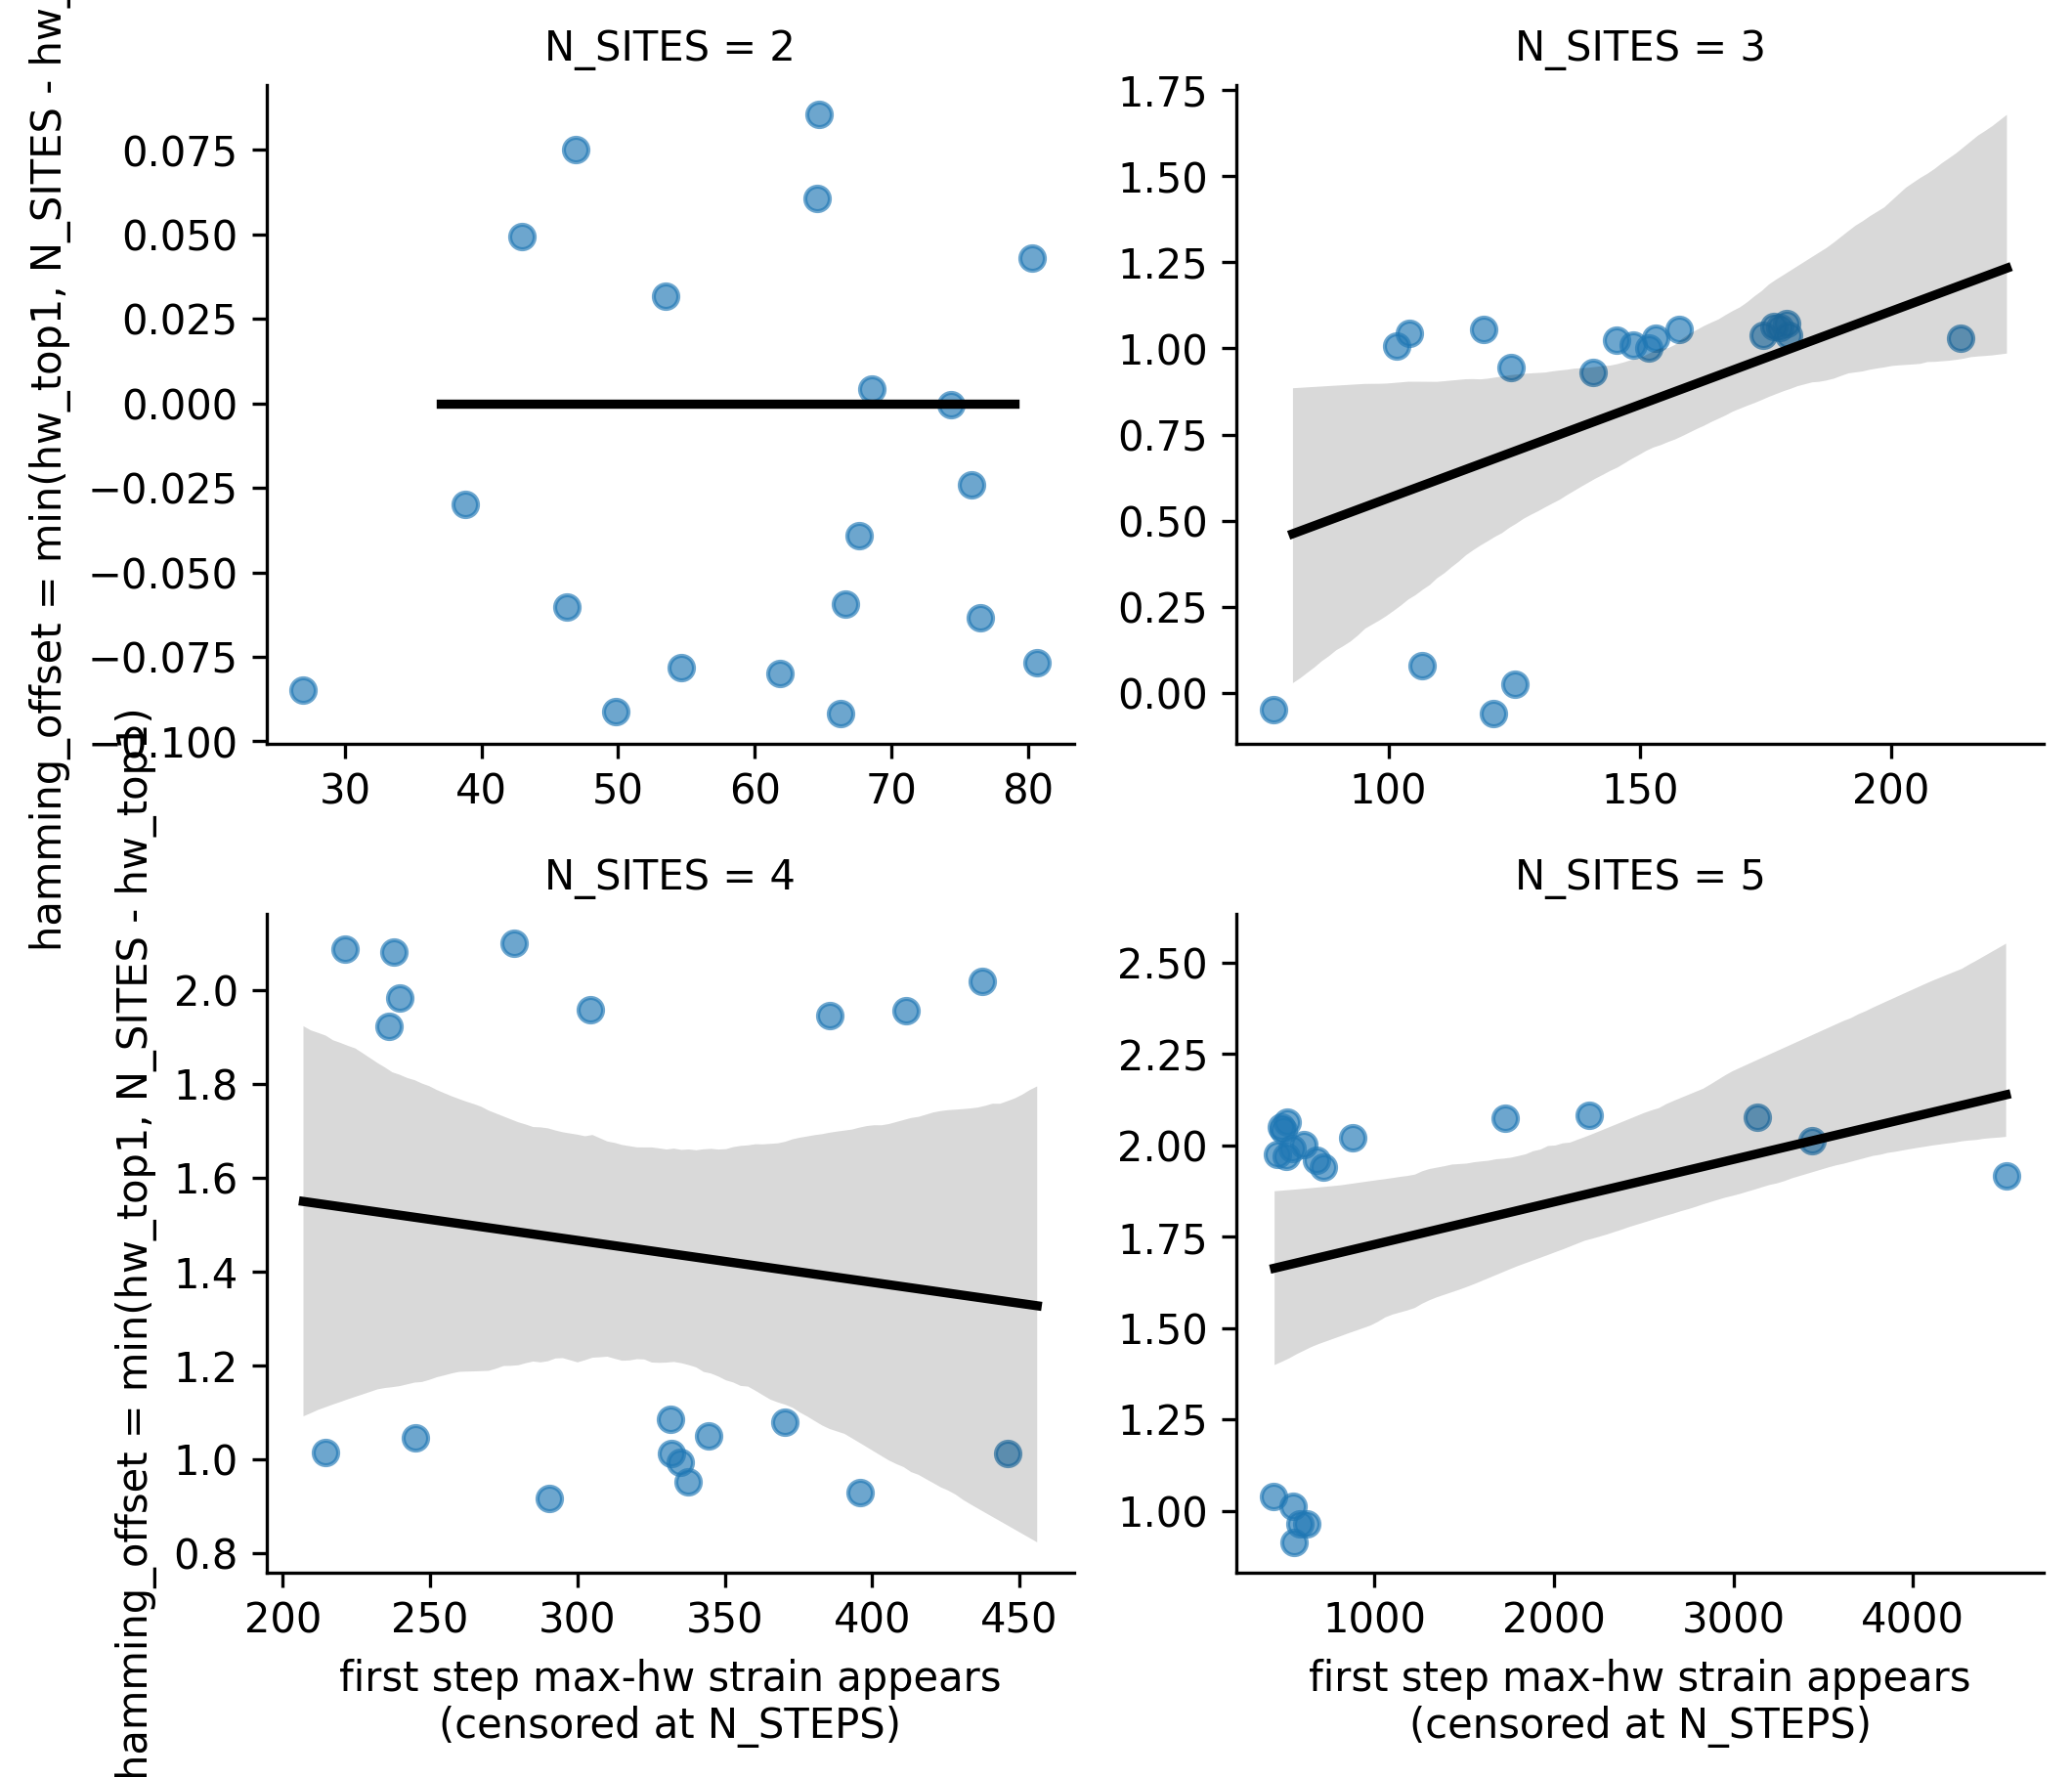 N_SITES = 2
N_SITES = 3
hamming_offset = min(hw_top1, N_SITES - hw_
0.075
0.050
0.025
0.000
−0.025
−0.050
−0.075
−0.100
30 40 50 60 70 80
1.75
1.50
1.25
1.00
0.75
0.50
0.25
0.00
100 150 200
N_SITES = 4
N_SITES = 5
hamming_offset = min(hw_top1, N_SITES - hw_top1)
2.0
1.8
1.6
1.4
1.2
1.0
0.8
200 250 300 350 400 450
first step max-hw strain appears
(censored at N_STEPS)
2.50
2.25
2.00
1.75
1.50
1.25
1.00
1000 2000 3000 4000
first step max-hw strain appears
(censored at N_STEPS)